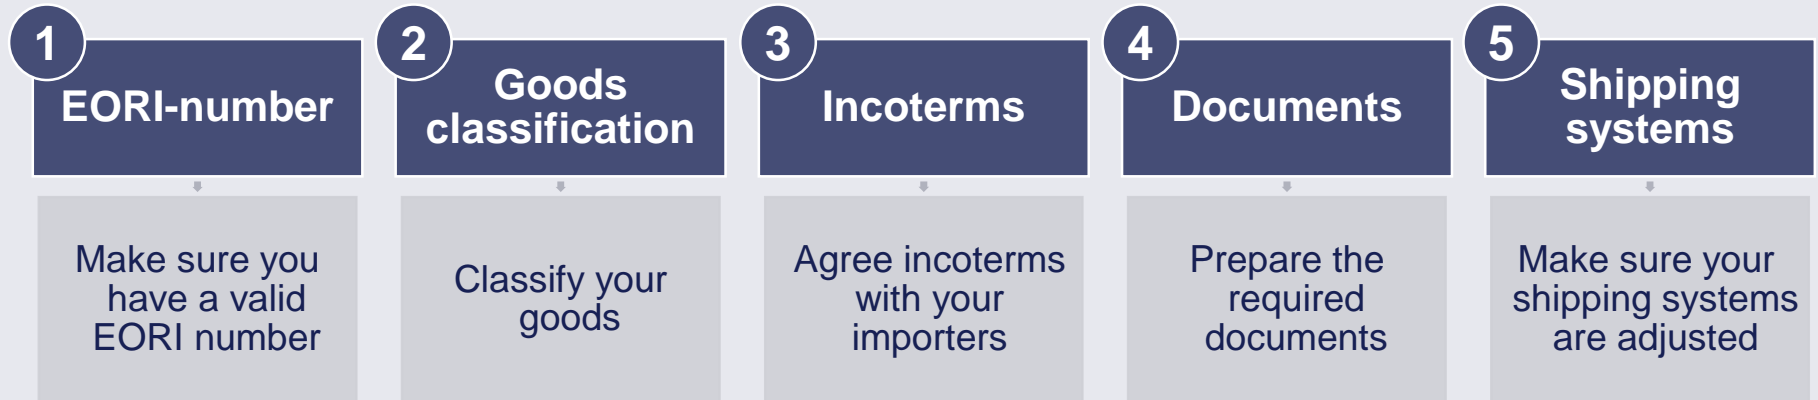 1
EORI-number
Make sure you
have a valid
EORI number
2
Goods
classification
Classify your
goods
3
Incoterms
Agree incoterms
with your
importers
4
Documents
Prepare the
required
documents
5
Shipping
systems
Make sure your
shipping systems
are adjusted